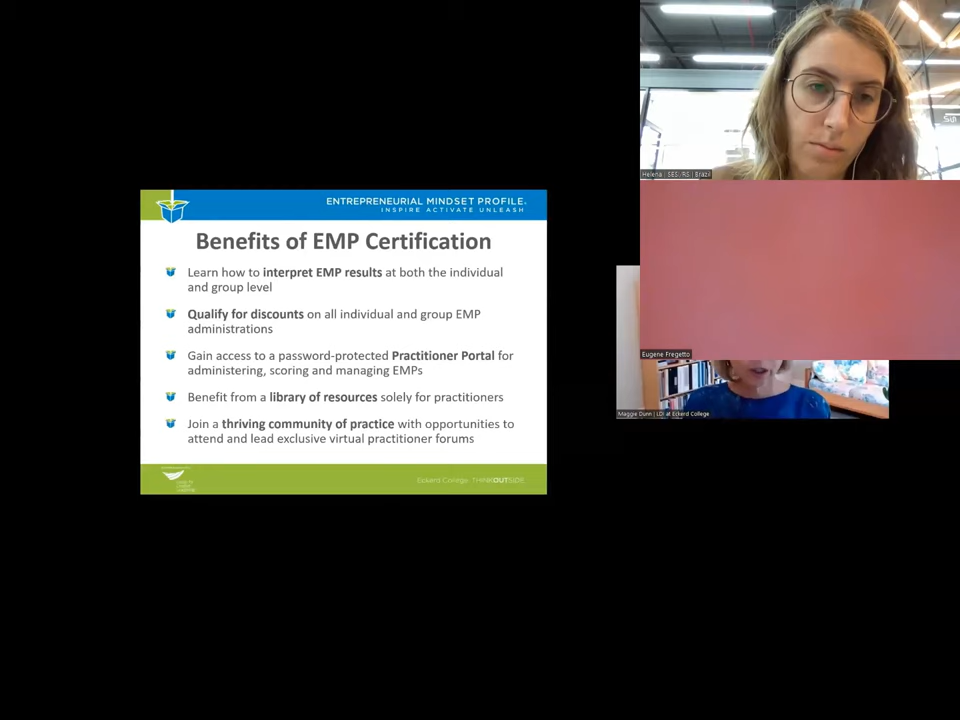 ENTREPRENEURIAL MINDSET PROFILE.
INSPIRE ACTIVATE UNLEASH
Benefits of EMP Certification
Learn how to interpret EMP results at both the individual
and group level
Qualify for discounts on all individual and group EMP
administrations
Gain access to a password-protected Practitioner Portal for
administering, scoring and managing EMPs
Benefit from a library of resources solely for practitioners
Join a thriving community of practice with opportunities to
attend and lead exclusive virtual practitioner forums
Eckerd College THINKOUTSIDE
Helena | SES/RS | Brazil
Eugene Fregetto
Maggie Dunn | LDI at Eckerd College